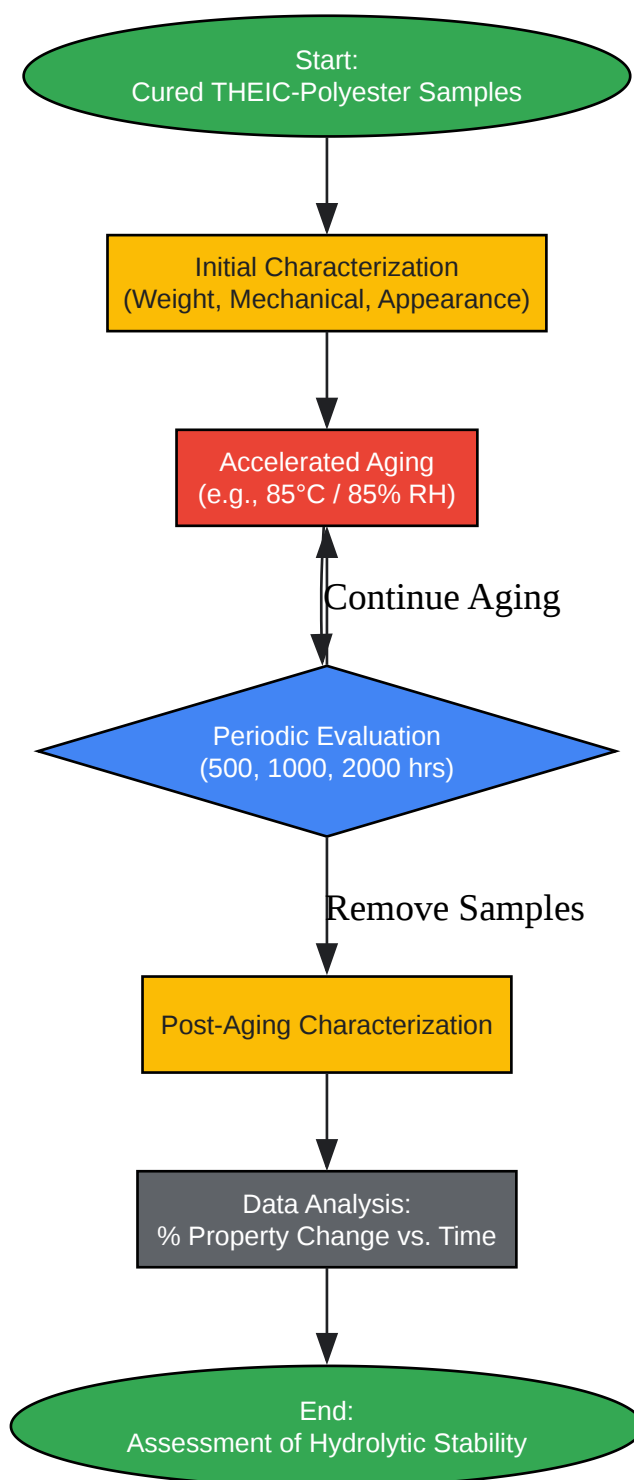 Start:
Cured THEIC-Polyester Samples
Initial Characterization
(Weight, Mechanical, Appearance)
Accelerated Aging
(e.g., 85°C / 85% RH)
Continue Aging
Periodic Evaluation
(500, 1000, 2000 hrs)
Remove Samples
Post-Aging Characterization
Data Analysis:
% Property Change vs. Time
End:
Assessment of Hydrolytic Stability